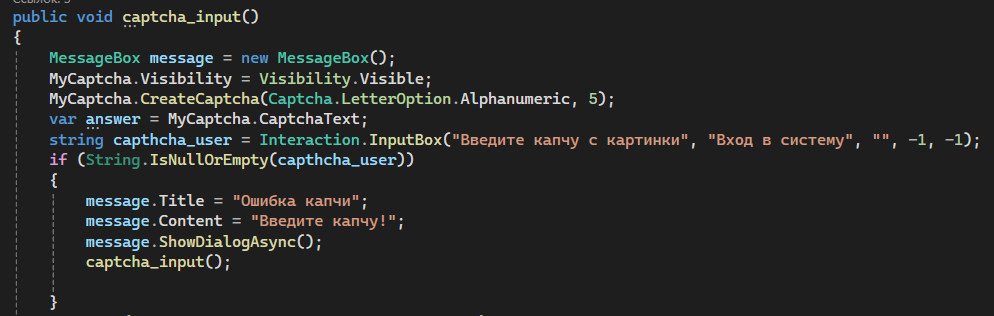 public void captcha_input()
{
MessageBox message = new MessageBox();
MyCaptcha.Visibility = Visibility.Visible;
MyCaptcha.CreateCaptcha(Captcha.LetterOption.Alphanumeric, 5);
var answer = MyCaptcha.CaptchaText;
string capthcha_user = Interaction.InputBox("Введите капчу с картинки", "Вход в систему", "", -1, -1);
if (String.IsNullOrEmpty(capthcha_user))
{
message.Title = "Ошибка капчи";
message.Content = "Введите капчу!";
message.ShowDialogAsync();
captcha_input();
}